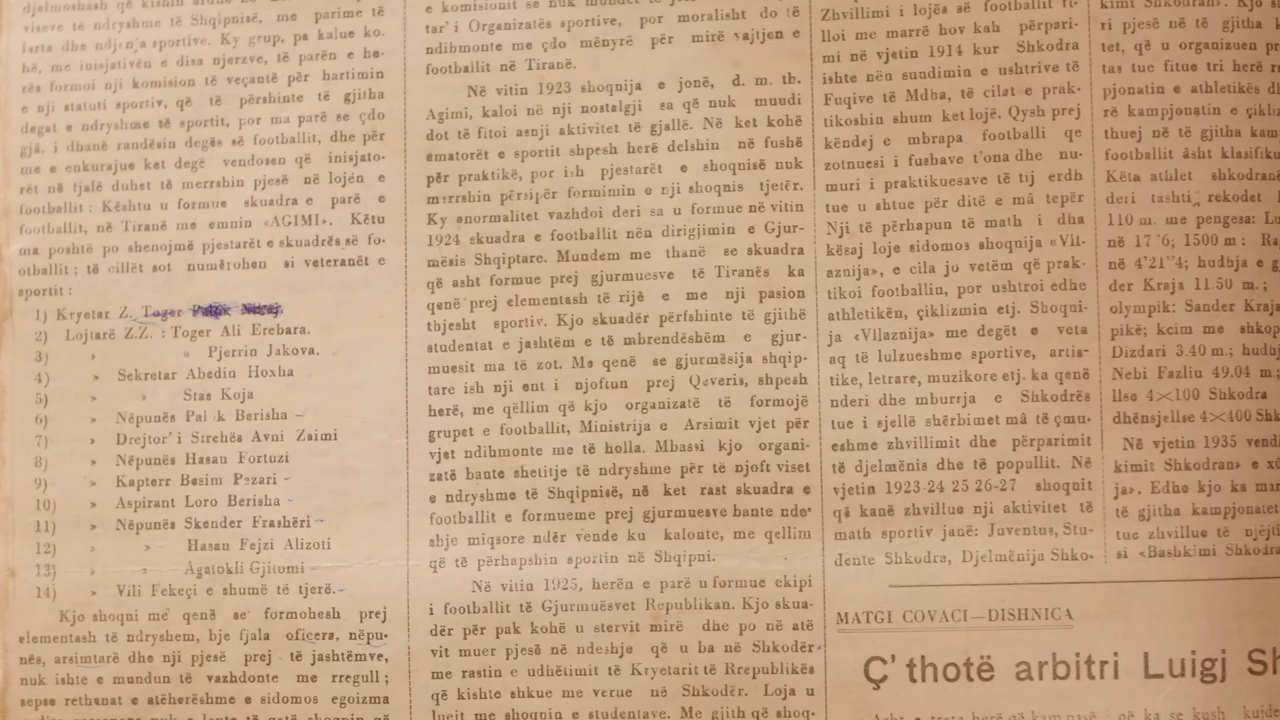 viseve të ndryshme të Shqipnisë, me parime të
larta dhe ndjenja sportive. Ky grup, pa kalue ko-
hë, me inisjativën e disa njerzve, të parën e he-
rës formoi nji komision të veçantë për hartimin
e nji statuti sportiv, që të përshinte të gjitha
degat e ndryshme të sportit, por ma parë se çdo
gjâ, i dhanë randësin degës së footballit, dhe për
me e enkurajue ket degë vendosen që inisjato-
rët në fjalë duhet të merrshin pjesë në lojën e
footballit: Kështu u formue skuadra e parë e
footballit, në Tiranë me emnin «AGIMI». Këtu
ma poshtë po shenojmë pjestarët e skuadrës së fo-
otballit; të cillët sot numërohen si veteranët e
sportit:
1) Kryetar Z. Toger
2) Lojtarë Z.Z. : Toger Ali Erebara.
3) » » Pjerrin Jakova.
4) » Sekretar Abedin Hoxha
5) » Stas Koja
6) » Nëpunës Palok Berisha –
7) » Drejtor' i Strehës Avni Zaimi
8) » Nëpunës Hasan Fortuzi
9) » Kapterr Besim Pazari –
10) » Aspirant Loro Berisha –
11) » Nëpunës Skender Frashëri –
12) » » Hasan Fejzi Alizoti
13) » » Agatokli Gjitomi –
14) » Vili Fekeçi e shumë të tjerë.–
Kjo shoqni me qenë se formohesh prej
elementash të ndryshem, bje fjala oficera, nëpu-
nës, arsimtarë dhe nji pjesë prej të jashtëmve,
nuk ishte e mundun të vazhdonte me rregull;
sepse rethanat e atëherëshme e sidomos egoizma
e komisionit se nuk mundet të
tar' i Organizatës sportive, por moralisht do të
ndihmonte me çdo mënyrë për mirë vajtjen e
footballit në Tiranë.
Në vitin 1923 shoqnija e jonë, d. m. th.
Agimi, kaloi në nji nostalgji sa që nuk muudi
dot të fitoi asnji aktivitet të gjallë. Në ket kohë
amatorët e sportit shpesh herë delshin në fushë
për praktikë, por ish pjestarët e shoqnisë nuk
merrshin përsipër formimin e nji shoqnis tjetër.
Ky anormalitet vazhdoi deri sa u formue në vitin
1924 skuadra e footballit nën dirigjimin e Gjur-
mësis Shqiptare. Mundem me thanë se skuadra
që asht formue prej gjurmuesve të Tiranës ka
qenë prej elementash të rijë e me nji pasion
tbjesht sportiv. Kjo skuadër përfshinte të gjithë
studentat e jashtëm e të mbrendëshëm e gjur-
muesit ma të zot. Me qenë se gjurmësija shqip-
tare ish nji ent i njoftun prej Qeveris, shpesh
herë, me qëllim që kjo organizatë të formojë
grupet e footballit, Ministrija e Arsimit vjet për
vjet ndihmonte me të holla. Mbassi kjo organi-
zatë bante shetitje të ndryshme për të njoft viset
e ndryshme të Shqipnisë, në ket rast skuadra e
footballit e formueme prej gjurmuesve bante nde-
shje miqsore ndër vende ku kalonte, me qellim
që të përhapshin sportin në Shqipni.
Në vitin 1925, herën e parë u formue ekipi
i footballit të Gjurmuësvet Republikan. Kjo skua-
dër për pak kohë u stervit mirë dhe po në atë
vit muer pjesë në ndeshje që u ba në Shkodër
me rastin e udhëtimit të Kryetarit të Rrepublikës
që kishte shkue me verue në Shkodër. Loja u
luejt me shoqnin e studentave. Me gjith që shoq-
Zhvillimi i lojës së footballit fi-
lloi me marrë hov kah përpari-
mi në vjetin 1914 kur Shkodra
ishte nën sundimin e ushtrive të
Fuqive të Mdha, të cilat e prak-
tikoshin shum ket lojë. Qysh prej
këndej e mbrapa footballi qe
zotnuesi i fushave t'ona dhe nu-
muri i praktikuesave të tij erdh
tue u shtue për ditë e mâ tepër
Nji të përhapun të math i dha
kësaj loje sidomos shoqnija «Vll-
aznija», e cila jo vetëm që prak-
tikoi footballin, por ushtroi edhe
athletikën, çiklizmin etj. Shoqni-
ja «Vllaznija» me degët e veta
aq të lulzueshme sportive, artis-
tike, letrare, muzikore etj. ka qenë
nderi dhe mburrja e Shkodrës
tue i sjellë shërbimet mâ të çmu-
eshme zhvillimit dhe përparimit
të djelmënis dhe të popullit. Në
vjetin 1923-24 25 26-27 shoqnit
që kanë zhvillue nji aktivitet të
math sportiv janë: Juventus, Stu-
dente Shkodra, Djelmënija Shko-
kimi Shkodran». Kjo
ri pjesë në të gjitha
tet, që u organizuen
tas tue fitue tri herë
pjonatin e athletikës
rë kampjonatin e
thuej në të gjitha
footballit âsht
Këta athlet
deri tashti, rekodet
110 m. me pengesa:
në 17"6; 1500 m:
në 4'21"4; hudhja e
der Kraja 11.50 m.;
olympik: Sander Kraja
pikë; kcim me
Dizdari 3.40 m.;
Nebi Fazliu 49.04 m.;
llse 4×100 Shkodra
dhënsjellse 4×400
Në vjetin 1935
kimit Shkodran» e
ja». Edhe kjo ka
të gjitha kampjonatet
tue zhvillue të
si «Bashkimi
MATGI COVACI—DISHNICA
Ç' thotë arbitri Luigj